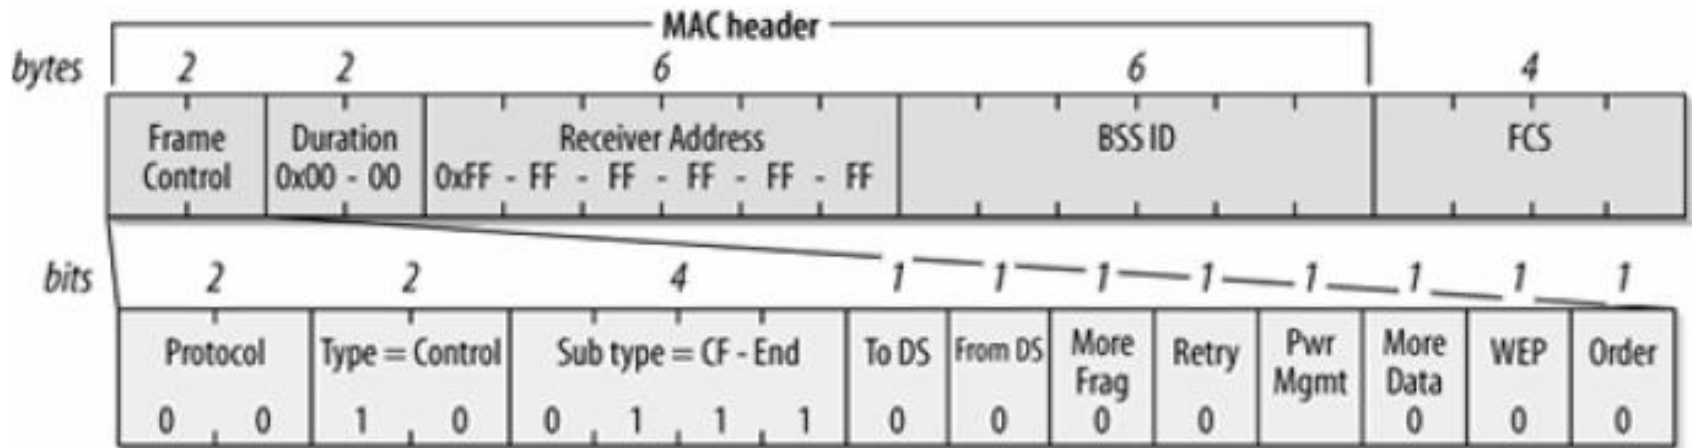 MAC header
bytes 2 2 6 6 4
Frame Control Duration 0x00 - 00 Receiver Address 0xFF - FF - FF - FF - FF - FF BSS ID FCS
bits 2 2 4 1 1 1 1 1 1 1 1
Protocol Type = Control Sub type = CF - End To DS From DS More Frag Retry Pwr Mgmt More Data WEP Order
0 0 1 0 0 1 1 1 0 0 0 0 0 0 0